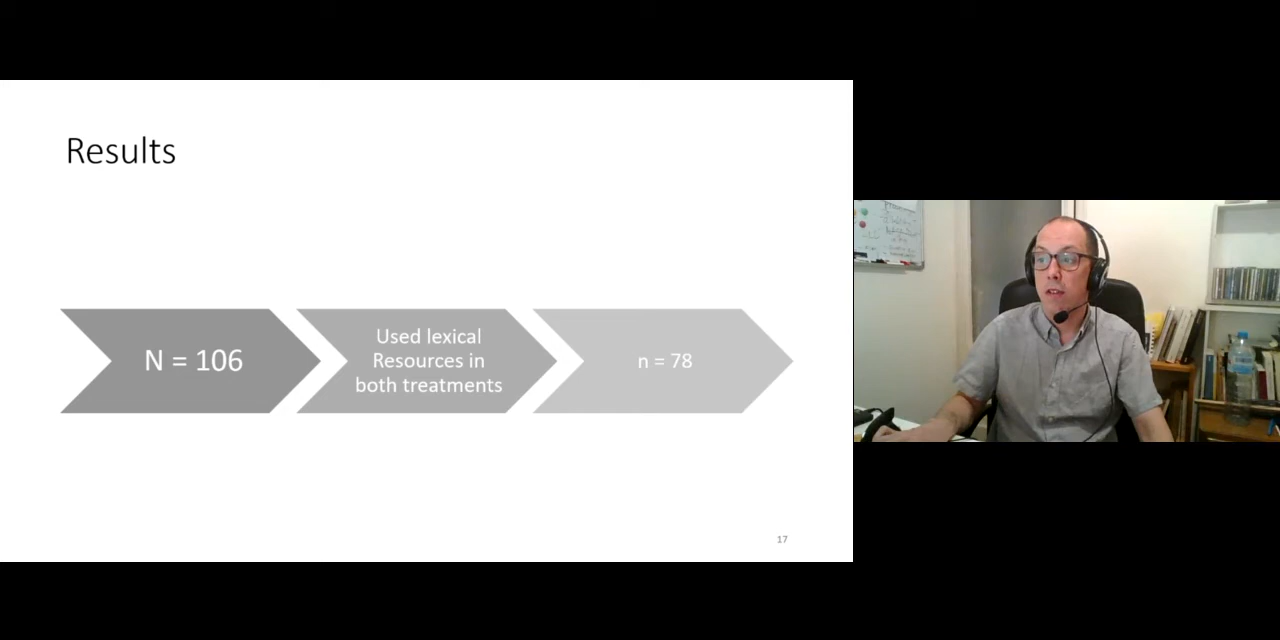 Results
N = 106
Used lexical
Resources in
both treatments
n = 78
17